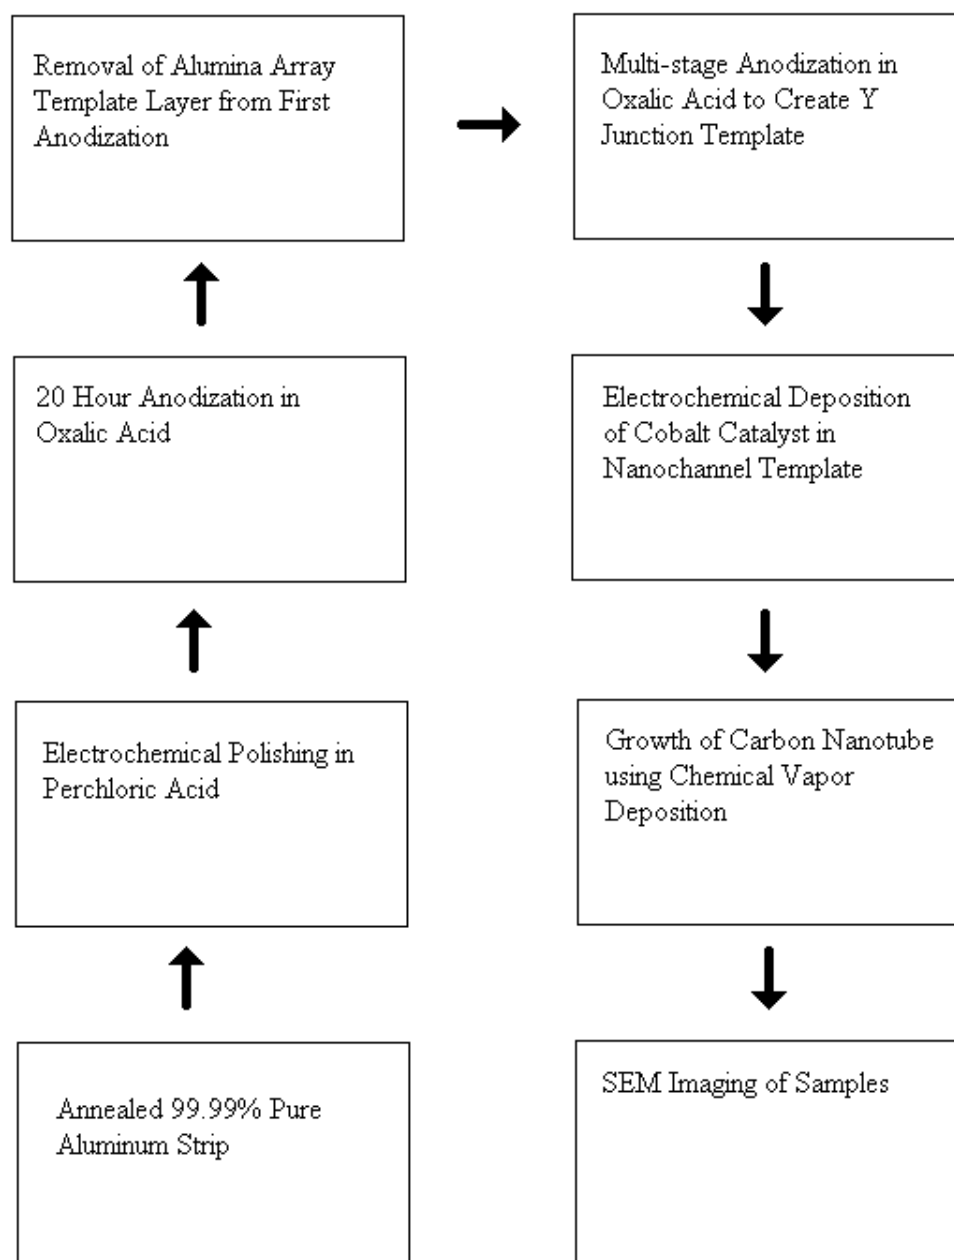 Removal of Alumina Array
Template Layer from First
Anodization
Multi-stage Anodization in
Oxalic Acid to Create Y
Junction Template
20 Hour Anodization in
Oxalic Acid
Electrochemical Deposition
of Cobalt Catalyst in
Nanochannel Template
Electrochemical Polishing in
Perchloric Acid
Growth of Carbon Nanotube
using Chemical Vapor
Deposition
Annealed 99.99% Pure
Aluminum Strip
SEM Imaging of Samples